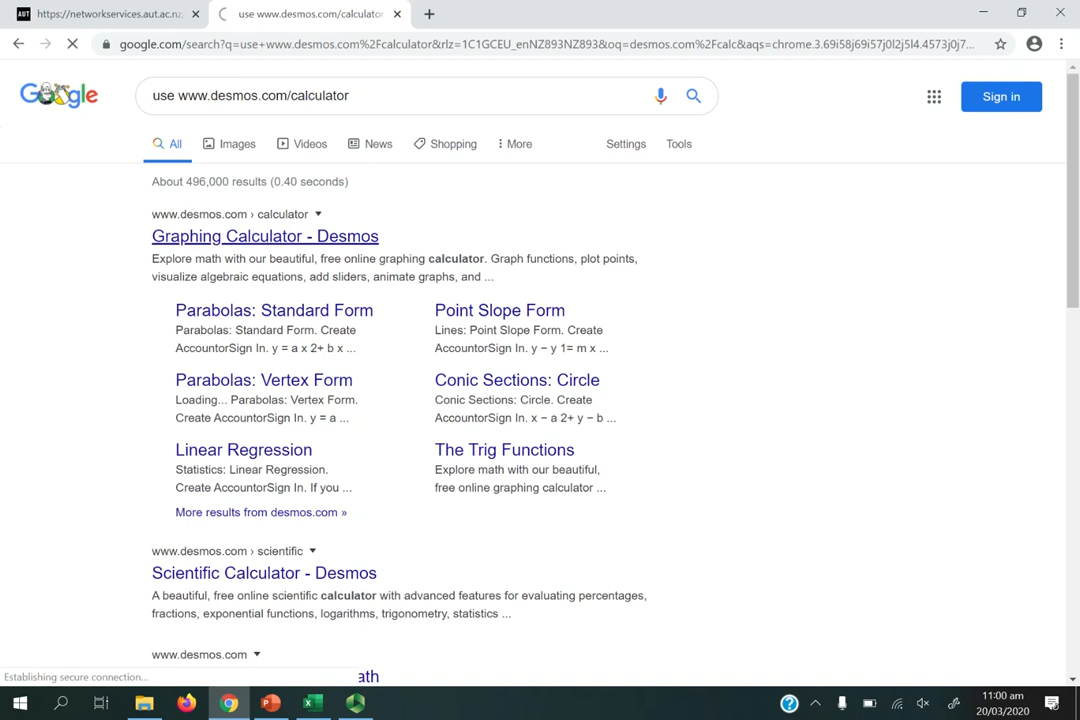 AUT https://networkservices.aut.ac.nz
use www.desmos.com/calculator
google.com/search?q=use+www.desmos.com%2Fcalculator&rlz=1C1GCEU_enNZ893NZ893&oq=desmos.com%2Fcalc&aqs=chrome.3.69i58j69i57j0l2j5l4.4573j0j7...
Google
use www.desmos.com/calculator
Sign in
All
Images
Videos
News
Shopping
More
Settings
Tools
About 496,000 results (0.40 seconds)
www.desmos.com › calculator
Graphing Calculator - Desmos
Explore math with our beautiful, free online graphing calculator. Graph functions, plot points,
visualize algebraic equations, add sliders, animate graphs, and ...
Parabolas: Standard Form
Parabolas: Standard Form. Create
AccountorSign In. y = a x 2+ b x ...
Point Slope Form
Lines: Point Slope Form. Create
AccountorSign In. y − y 1= m x ...
Parabolas: Vertex Form
Loading... Parabolas: Vertex Form.
Create AccountorSign In. y = a ...
Conic Sections: Circle
Conic Sections: Circle. Create
AccountorSign In. x − a 2+ y − b ...
Linear Regression
Statistics: Linear Regression.
Create AccountorSign In. If you ...
The Trig Functions
Explore math with our beautiful,
free online graphing calculator ...
More results from desmos.com »
www.desmos.com › scientific
Scientific Calculator - Desmos
A beautiful, free online scientific calculator with advanced features for evaluating percentages,
fractions, exponential functions, logarithms, trigonometry, statistics ...
www.desmos.com
ath
Establishing secure connection...
11:00 am
20/03/2020